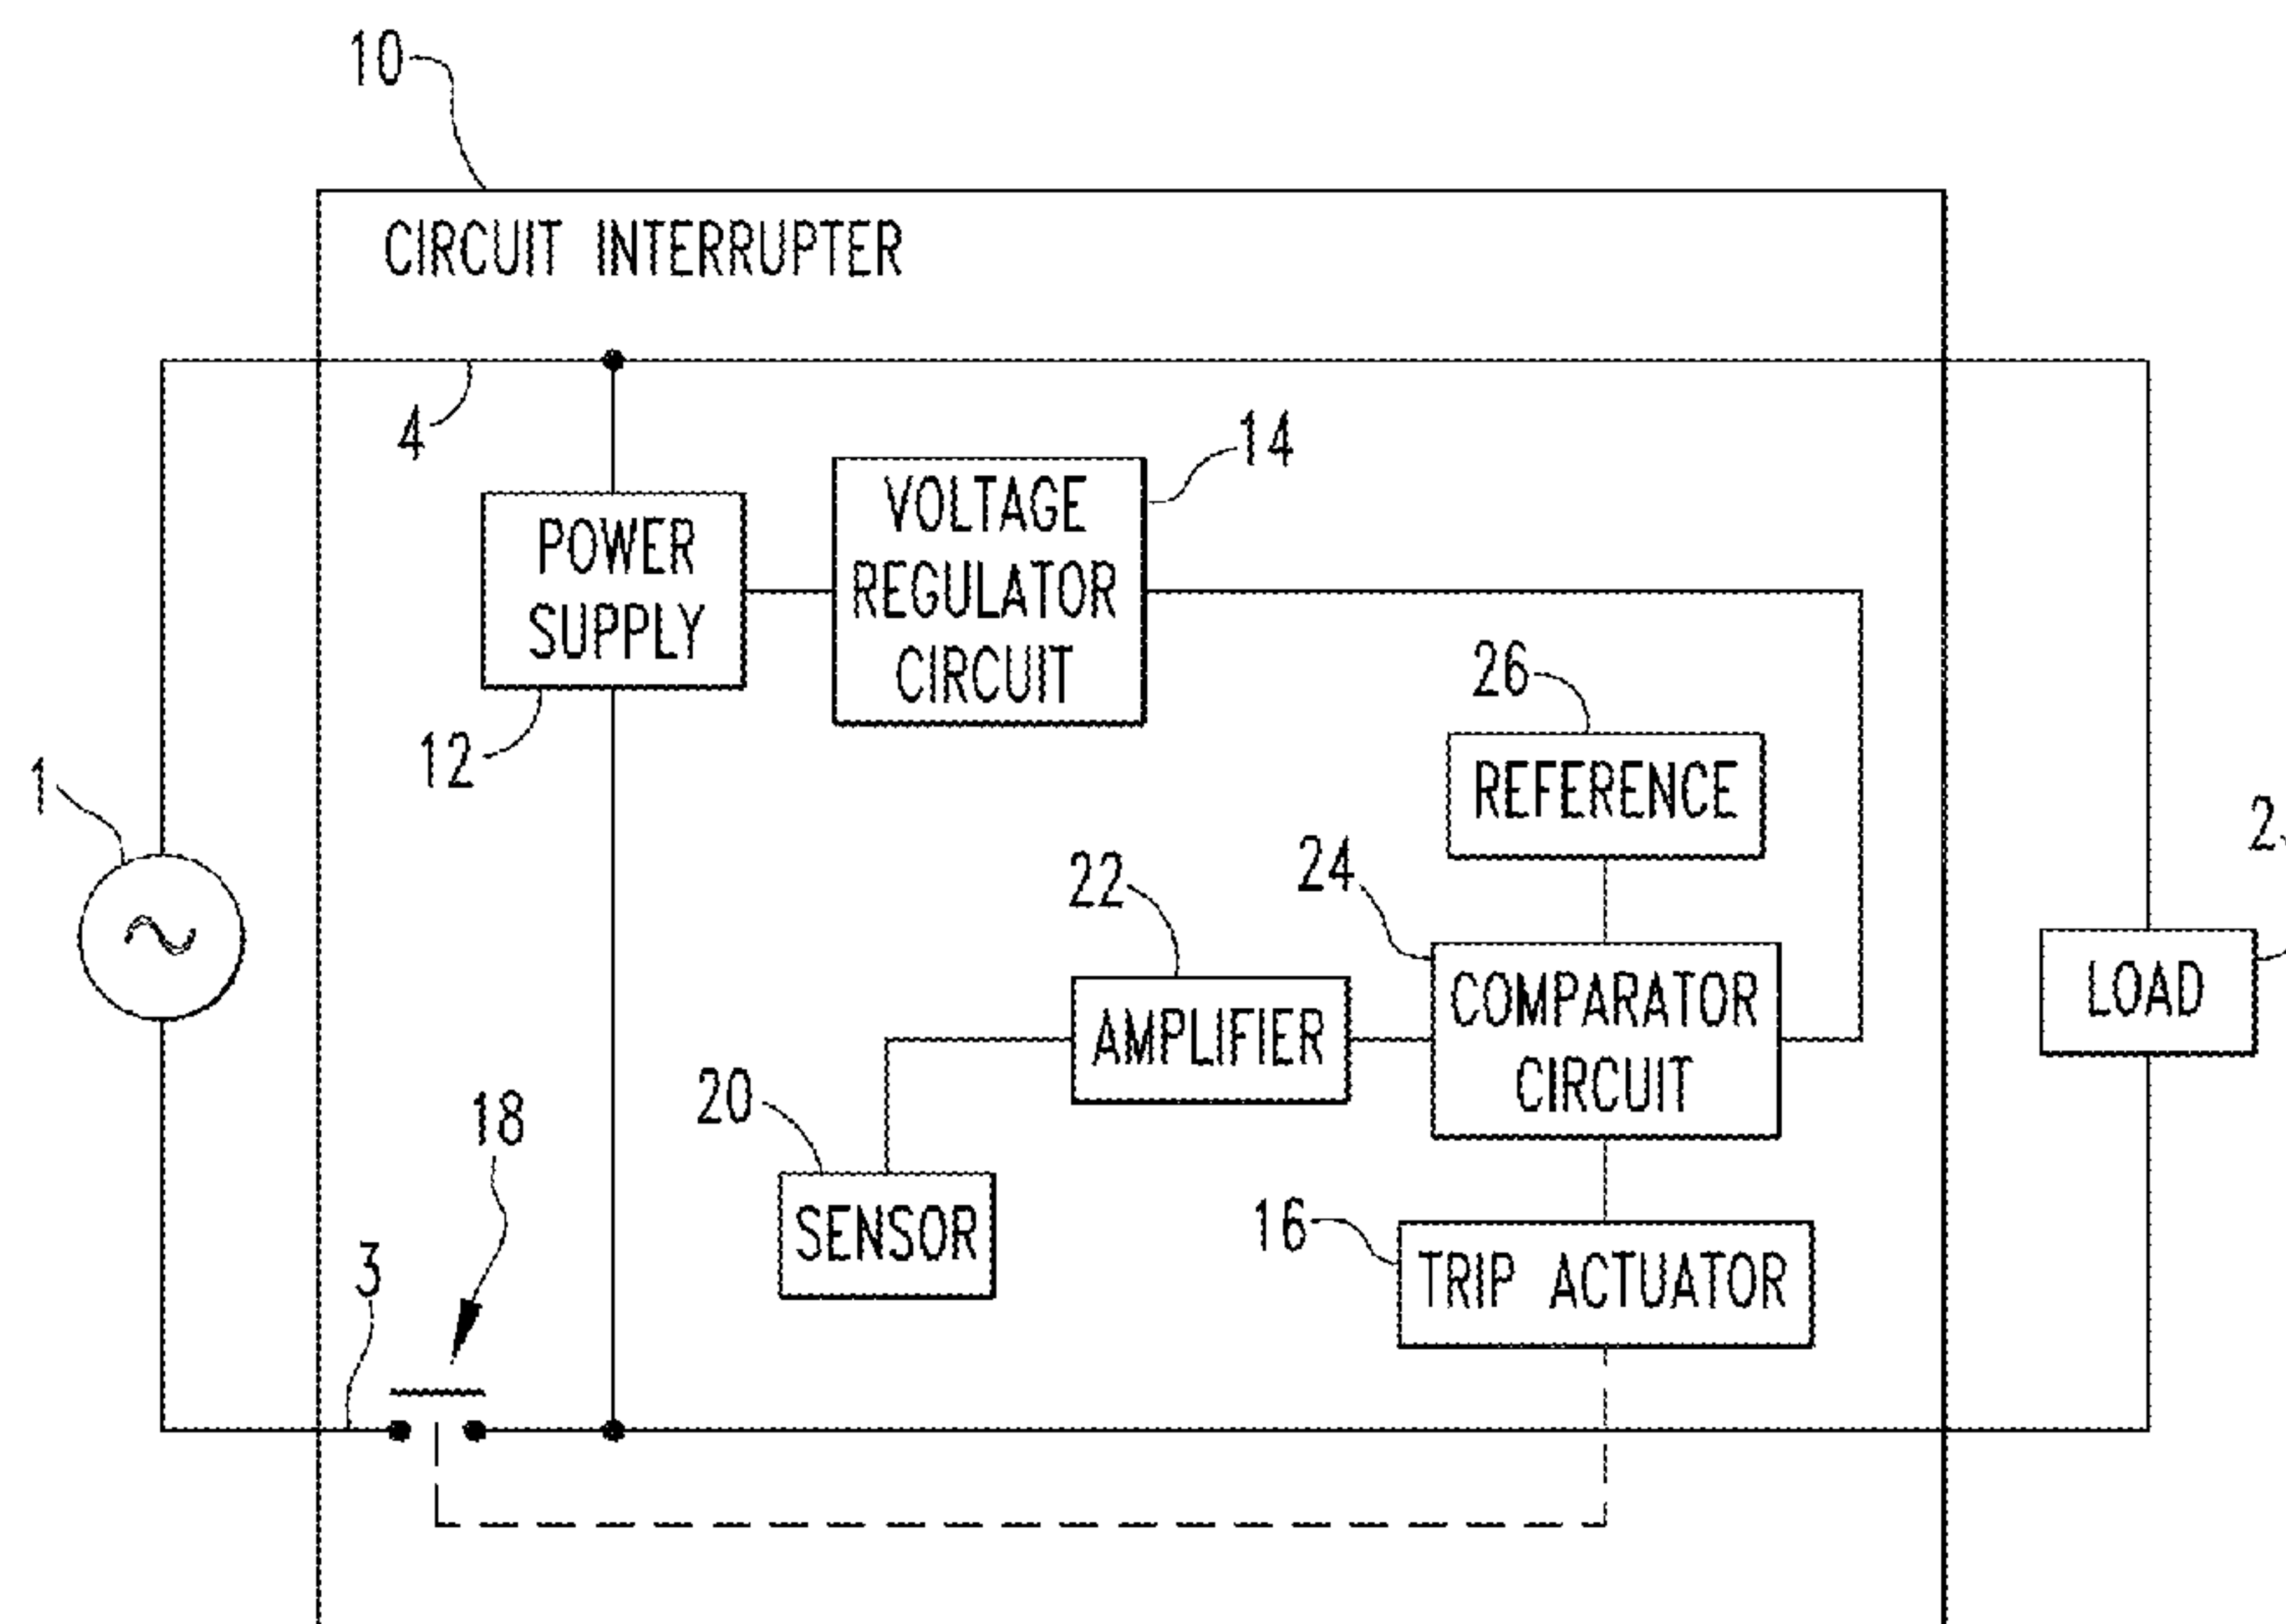 10
CIRCUIT INTERRUPTER
4
14
VOLTAGE
REGULATOR
CIRCUIT
POWER
SUPPLY
12
26
REFERENCE
1
2
22
24
AMPLIFIER
COMPARATOR
CIRCUIT
LOAD
20
18
SENSOR
16
TRIP ACTUATOR
3